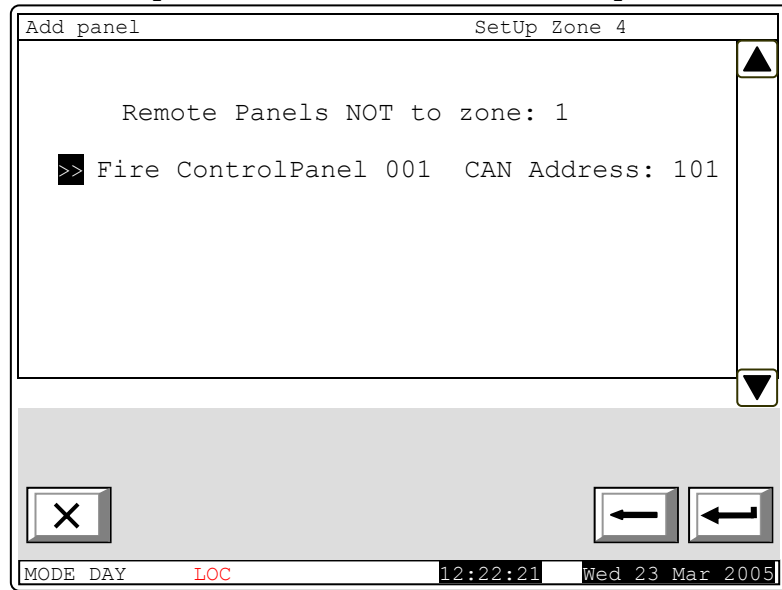 Add panel SetUp Zone 4
Remote Panels NOT to zone: 1
>> Fire ControlPanel 001 CAN Address: 101
MODE DAY LOC 12:22:21 Wed 23 Mar 2005